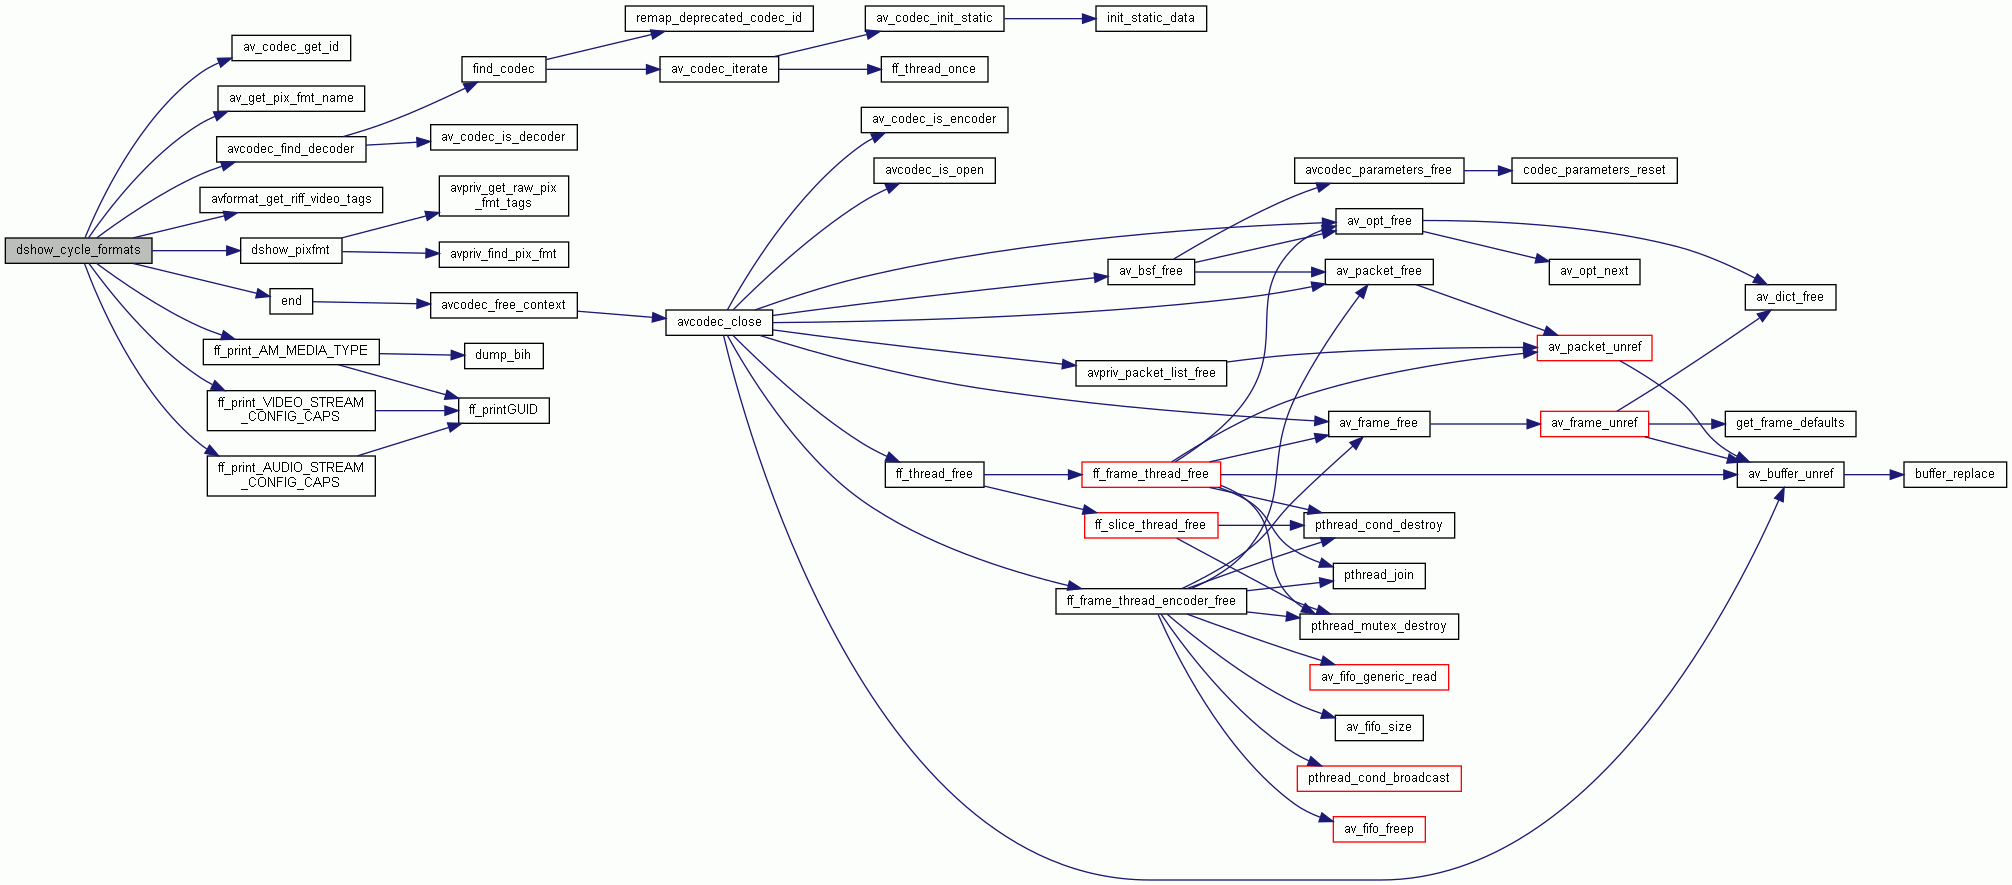 dshow_cycle_formats
av_codec_get_id
av_get_pix_fmt_name
avcodec_find_decoder
avformat_get_riff_video_tags
dshow_pixfmt
end
ff_print_AM_MEDIA_TYPE
ff_print_VIDEO_STREAM
_CONFIG_CAPS
ff_print_AUDIO_STREAM
_CONFIG_CAPS
find_codec
av_codec_is_decoder
avpriv_get_raw_pix
_fmt_tags
avpriv_find_pix_fmt
avcodec_free_context
dump_bih
ff_printGUID
remap_deprecated_codec_id
av_codec_iterate
avcodec_close
av_codec_init_static
ff_thread_once
init_static_data
av_codec_is_encoder
avcodec_is_open
ff_thread_free
av_bsf_free
avpriv_packet_list_free
ff_frame_thread_free
ff_slice_thread_free
ff_frame_thread_encoder_free
avcodec_parameters_free
av_opt_free
av_packet_free
av_frame_free
pthread_cond_destroy
pthread_join
pthread_mutex_destroy
av_fifo_generic_read
av_fifo_size
pthread_cond_broadcast
av_fifo_freep
codec_parameters_reset
av_opt_next
av_packet_unref
av_frame_unref
av_dict_free
get_frame_defaults
av_buffer_unref
buffer_replace